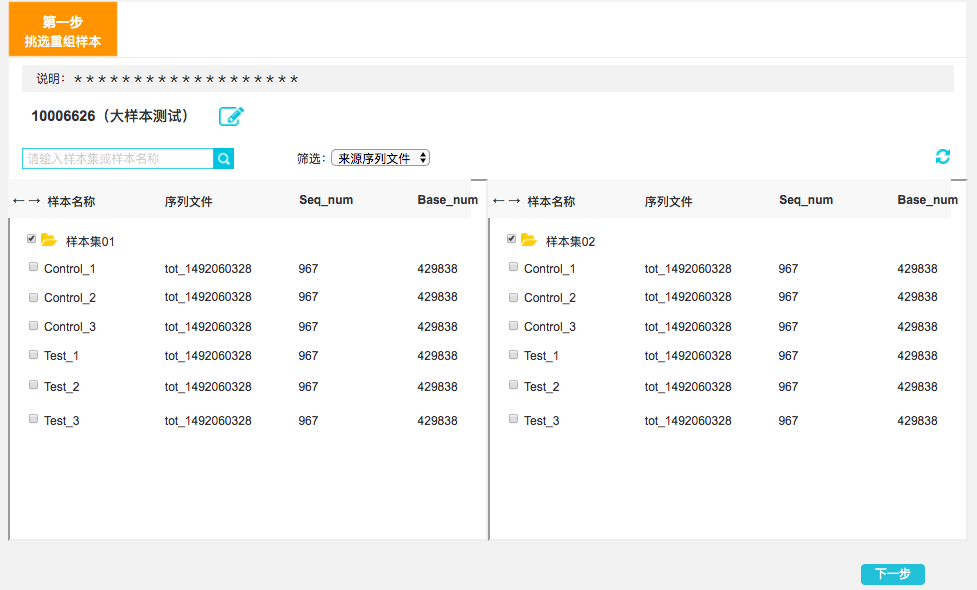 第一步
挑选重组样本
说明：＊＊＊＊＊＊＊＊＊＊＊＊＊＊＊＊＊＊＊
10006626（大样本测试）
请输入样本集或样本名称 筛选： 来源序列文件
←→ 样本名称 序列文件 Seq_num Base_num ←→ 样本名称 序列文件 Seq_num Base_num
样本集01 样本集02
Control_1 tot_1492060328 967 429838 Control_1 tot_1492060328 967 429838
Control_2 tot_1492060328 967 429838 Control_2 tot_1492060328 967 429838
Control_3 tot_1492060328 967 429838 Control_3 tot_1492060328 967 429838
Test_1 tot_1492060328 967 429838 Test_1 tot_1492060328 967 429838
Test_2 tot_1492060328 967 429838 Test_2 tot_1492060328 967 429838
Test_3 tot_1492060328 967 429838 Test_3 tot_1492060328 967 429838
下一步